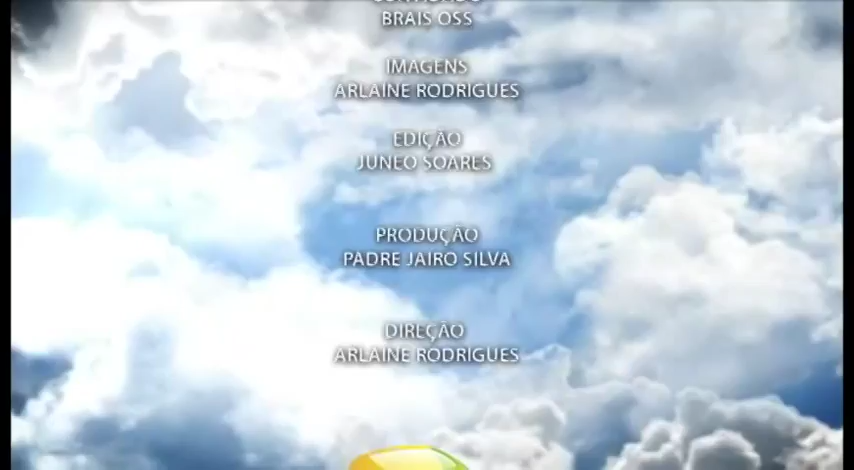 BRAIS OSS
IMAGENS
ARLAINE RODRIGUES
EDIÇÃO
JUNEO SOARES
PRODUÇÃO
PADRE JAIRO SILVA
DIREÇÃO
ARLAINE RODRIGUES